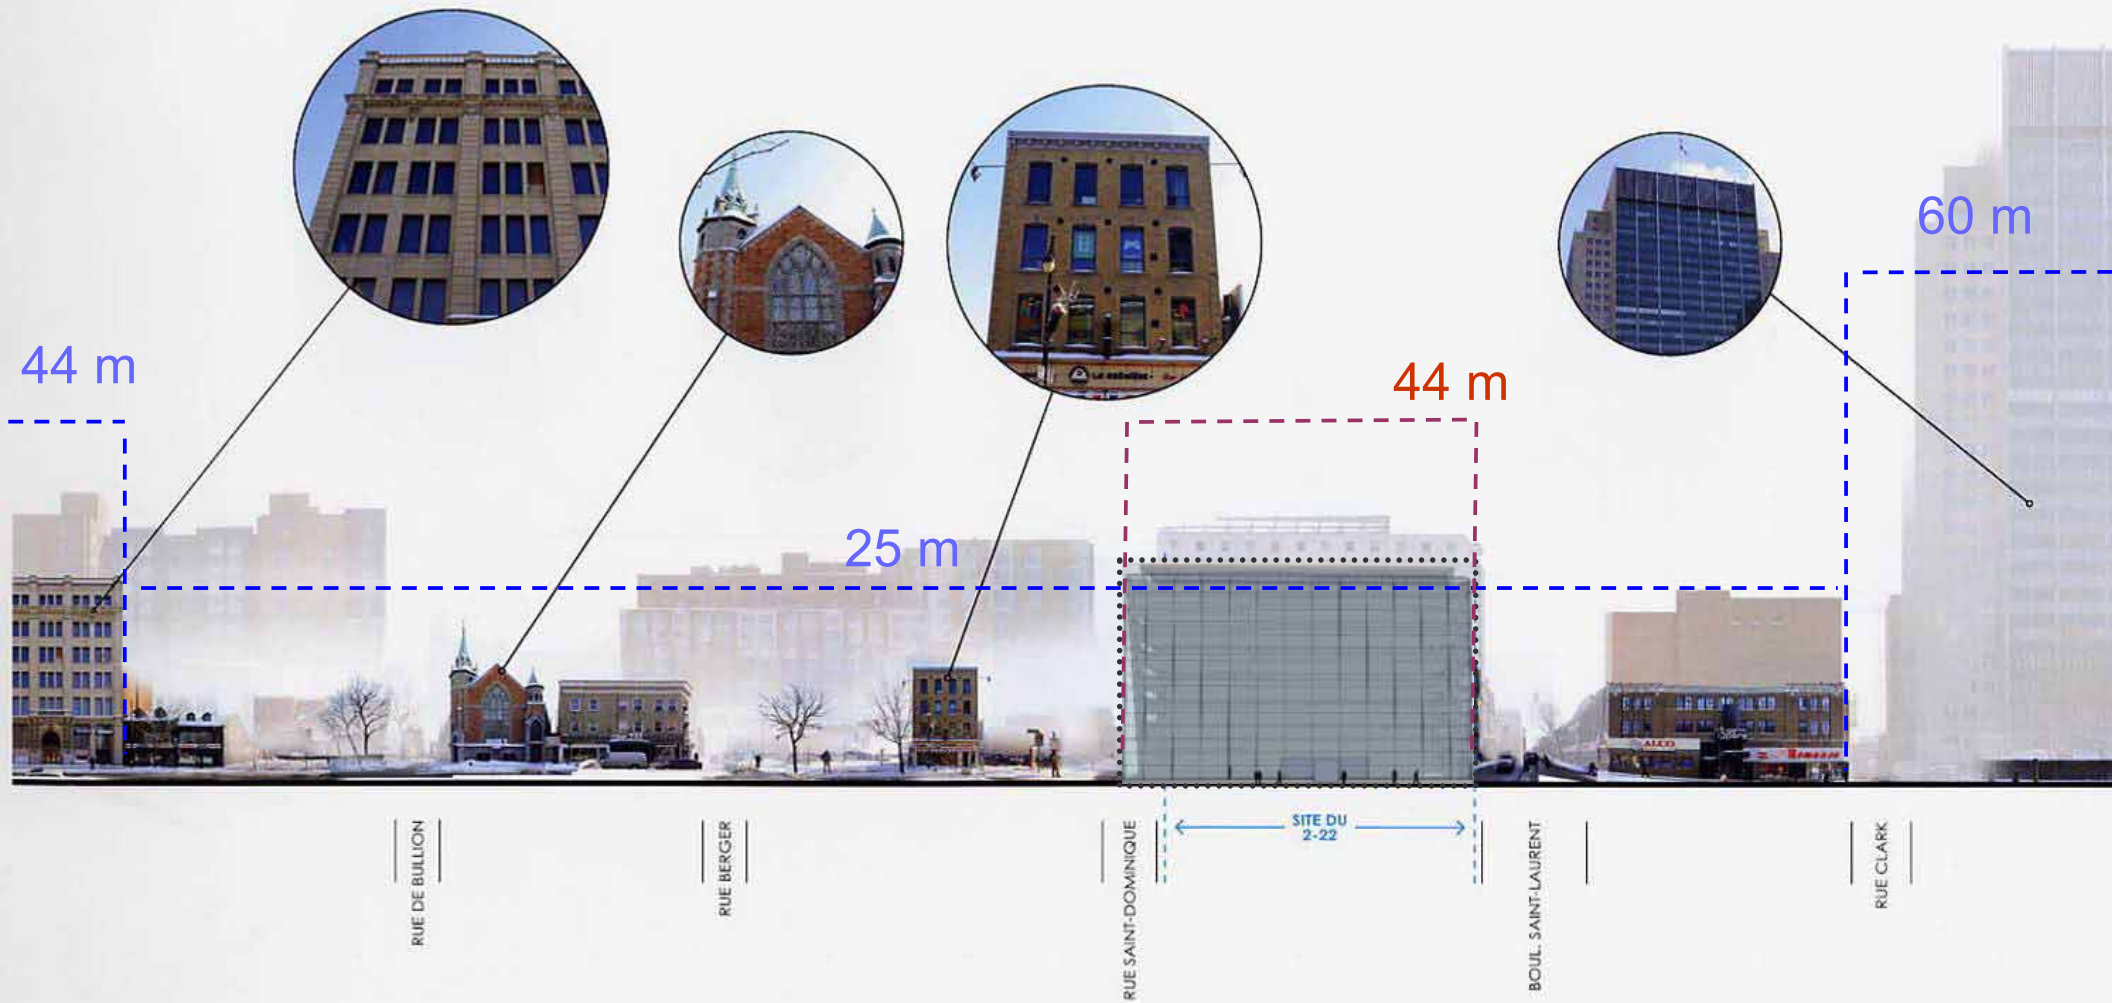 60 m
44 m
44 m
25 m
ALCO
SITE DU
2-22
RUE DE BULLION
RUE BERGER
RUE SAINT-DOMINIQUE
BOUL. SAINT-LAURENT
RUE CLARK